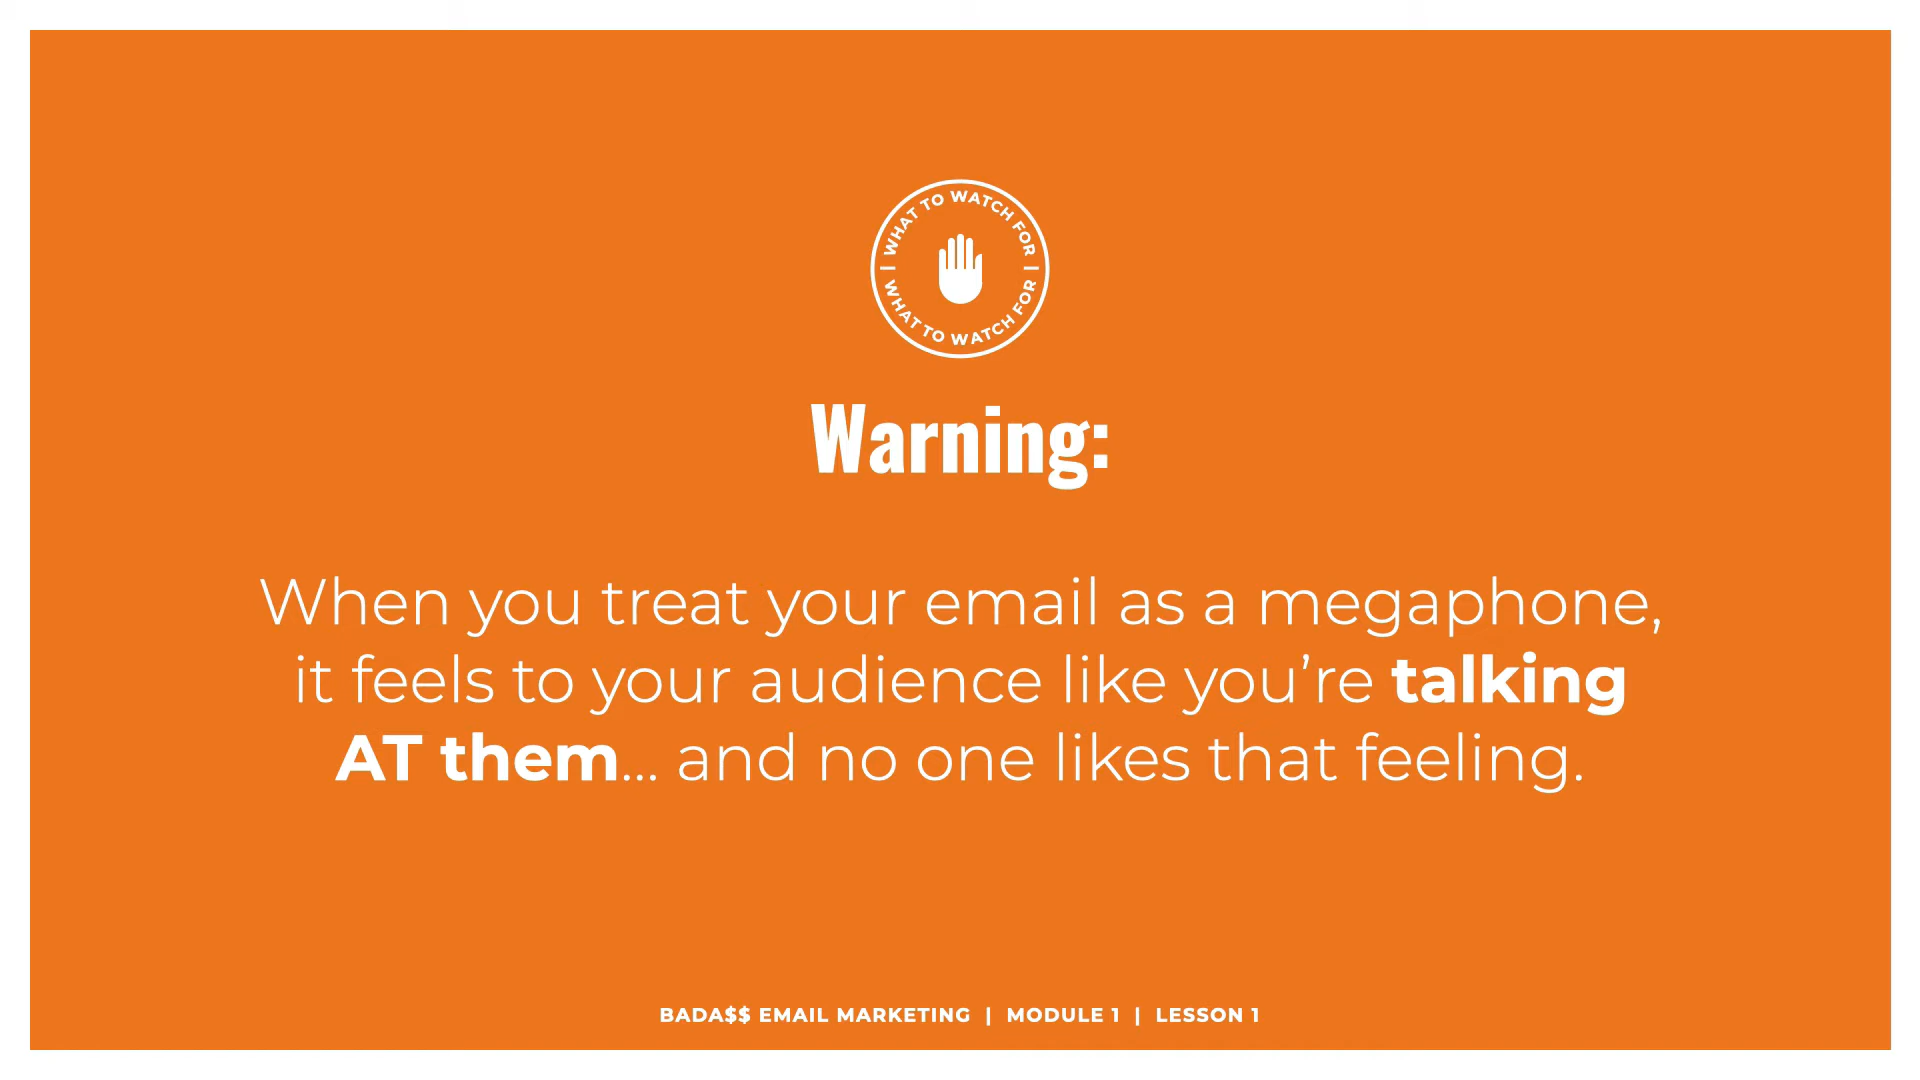 WHAT TO WATCH FOR
WHAT TO WATCH FOR
Warning:
When you treat your email as a megaphone,
it feels to your audience like you’re talking
AT them... and no one likes that feeling.
BADA$$ EMAIL MARKETING | MODULE 1 | LESSON 1